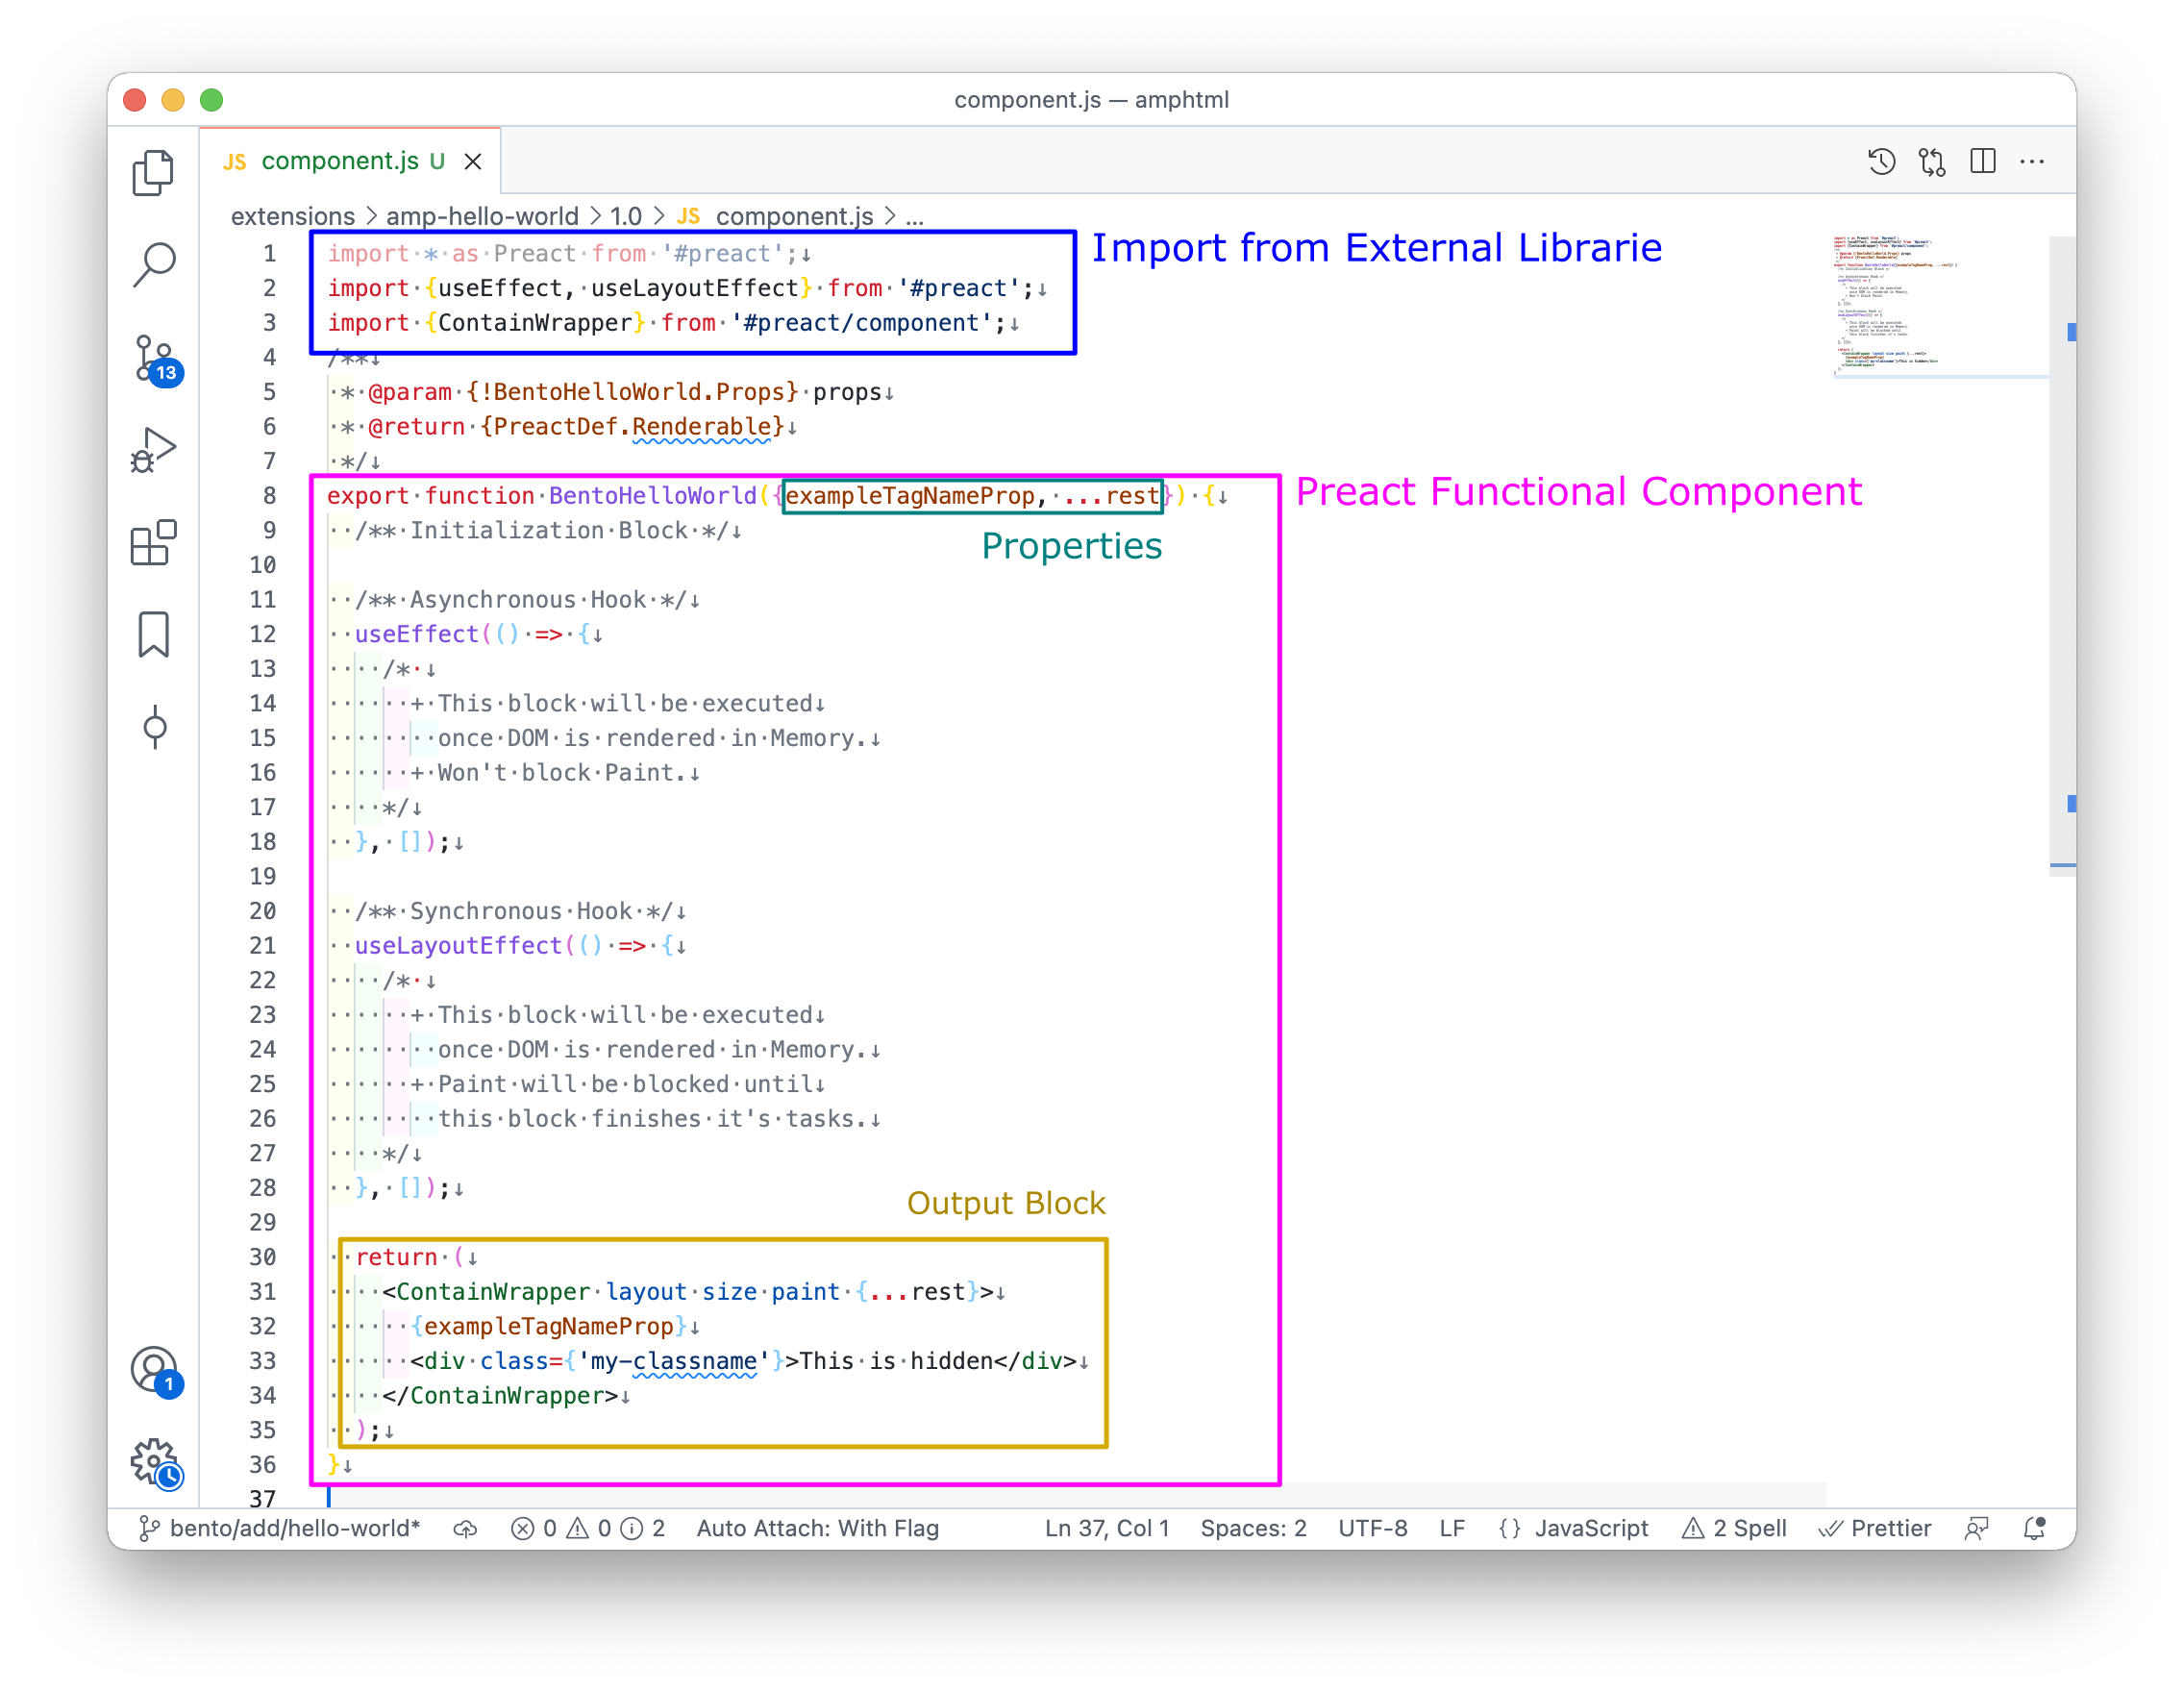 component.js — amphtml
JS component.js U
extensions > amp-hello-world > 1.0 > JS component.js > ...
1 import * as Preact from '#preact';↓
Import from External Librarie
2 import {useEffect, useLayoutEffect} from '#preact';↓
3 import {ContainWrapper} from '#preact/component';↓
4 /**↓
5  * @param {!BentoHelloWorld.Props} props↓
6  * @return {PreactDef.Renderable}↓
7  */↓
8 export function BentoHelloWorld({exampleTagNameProp, ...rest}) {↓
Preact Functional Component
9   /** Initialization Block */↓
Properties
10
11   /** Asynchronous Hook */↓
12   useEffect(() => {↓
13     /* ↓
14       + This block will be executed↓
15         once DOM is rendered in Memory.↓
16       + Won't block Paint.↓
17     */↓
18   }, []);↓
19
20   /** Synchronous Hook */↓
21   useLayoutEffect(() => {↓
22     /* ↓
23       + This block will be executed↓
24         once DOM is rendered in Memory.↓
25       + Paint will be blocked until↓
26         this block finishes it's tasks.↓
27     */↓
28   }, []);↓
Output Block
29
30   return (↓
31     <ContainWrapper layout size paint {...rest}>↓
32       {exampleTagNameProp}↓
33       <div class={'my-classname'}>This is hidden</div>↓
34     </ContainWrapper>↓
35   );↓
36 }↓
37
13
1
bento/add/hello-world* 0 0 2 Auto Attach: With Flag Ln 37, Col 1 Spaces: 2 UTF-8 LF {} JavaScript 2 Spell Prettier